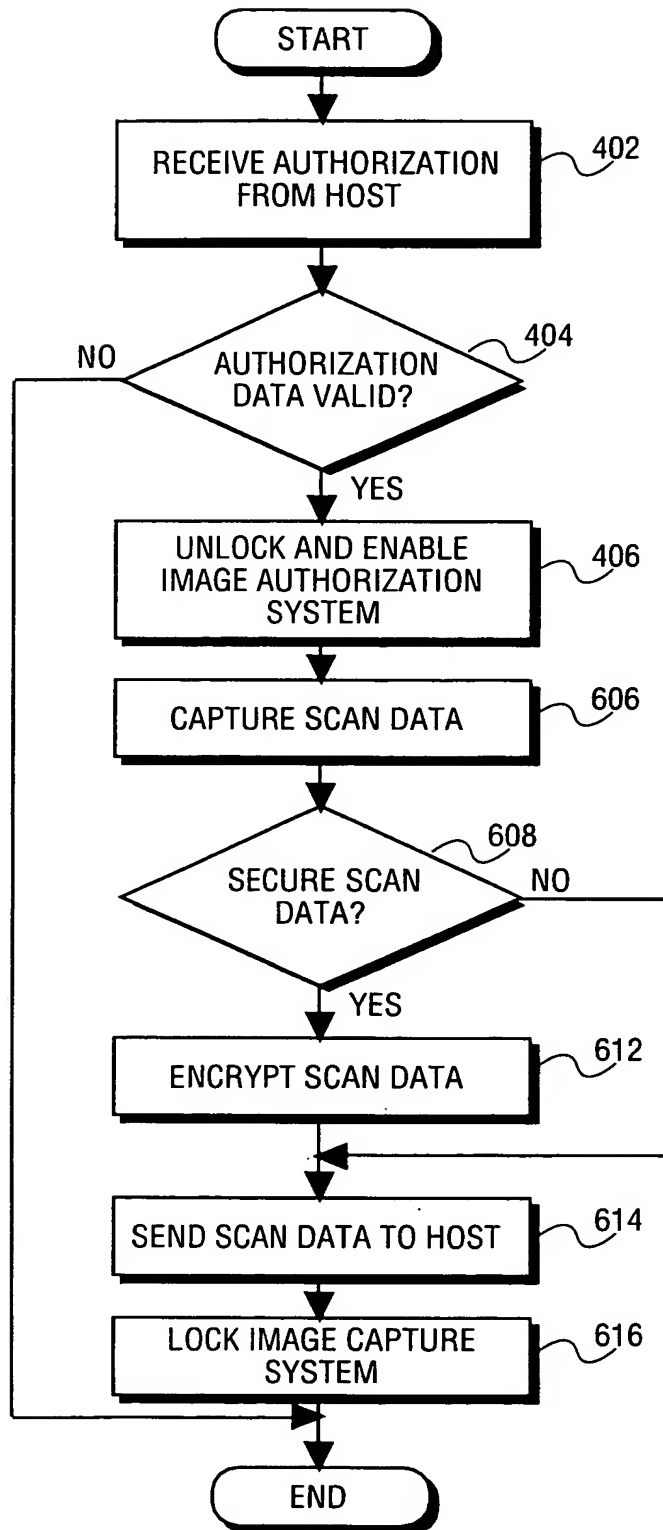 START
RECEIVE AUTHORIZATION
FROM HOST
402
NO
AUTHORIZATION
DATA VALID?
404
YES
UNLOCK AND ENABLE
IMAGE AUTHORIZATION
SYSTEM
406
CAPTURE SCAN DATA
606
SECURE SCAN
DATA?
608
NO
YES
ENCRYPT SCAN DATA
612
SEND SCAN DATA TO HOST
614
LOCK IMAGE CAPTURE
SYSTEM
616
END